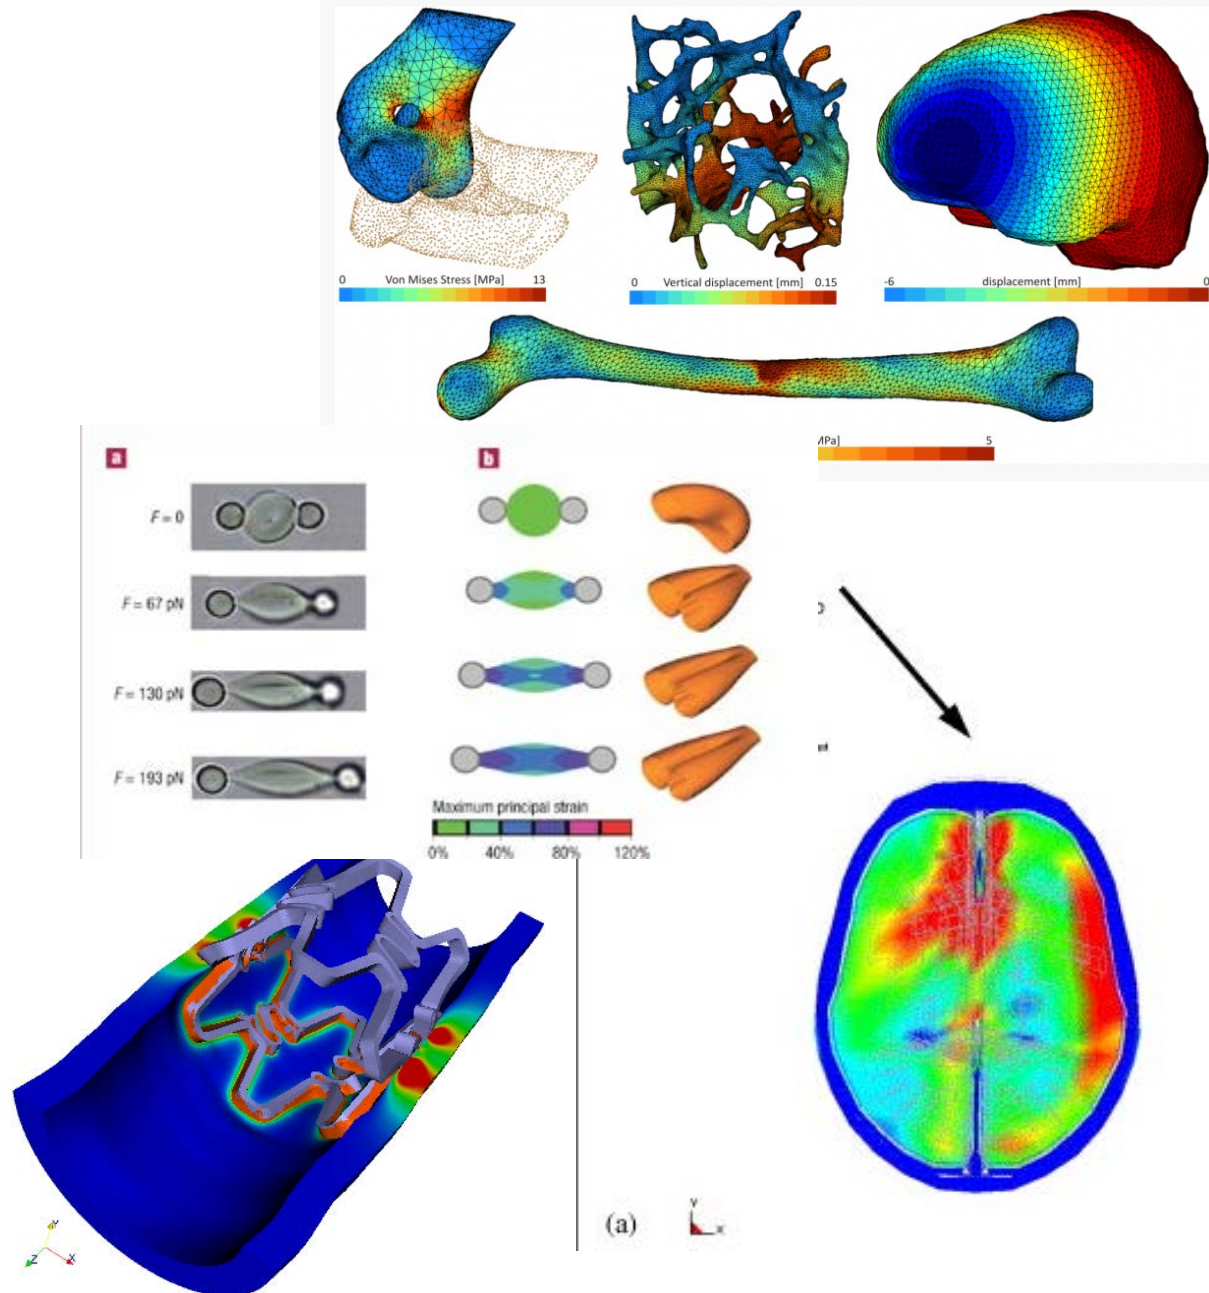 0 Von Mises Stress [MPa] 13
0 Vertical displacement [mm] 0.15
-6 displacement [mm] 0
MPa] 5
a
b
F = 0
F = 67 pN
F = 130 pN
F = 193 pN
Maximum principal strain
0% 40% 80% 120%
Y
Z
X
(a)
Y
X